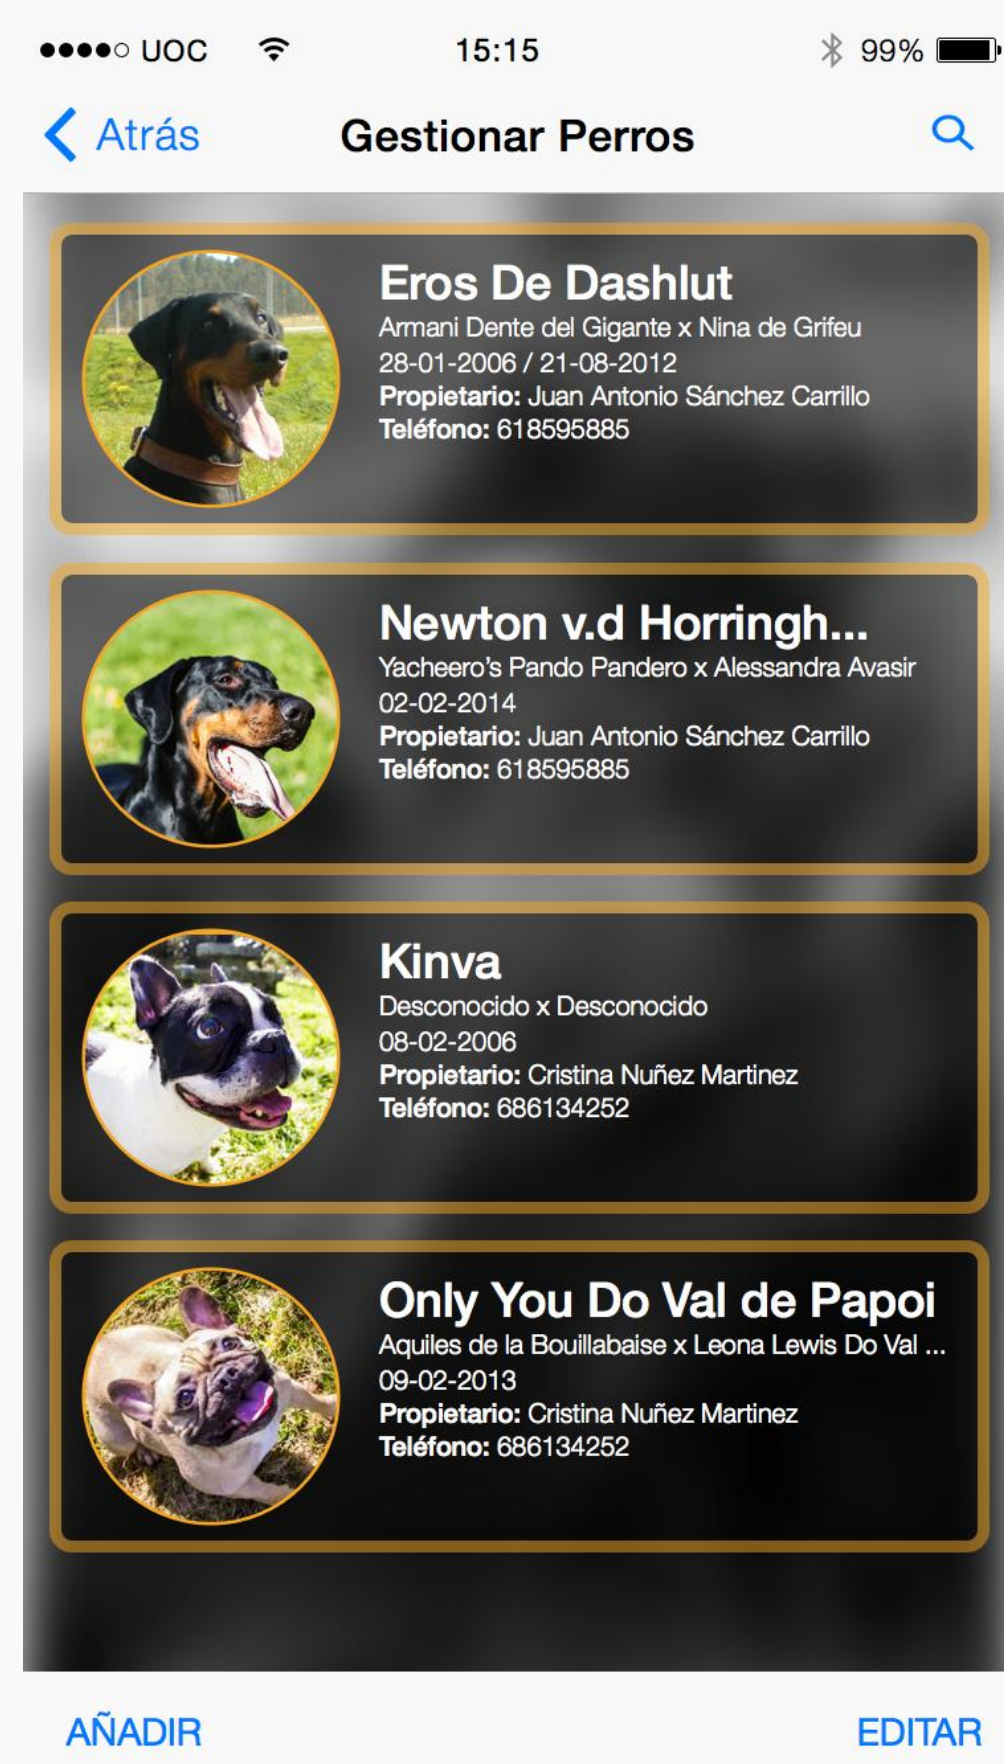 UOC 15:15 99%
Atrás Gestionar Perros
Eros De Dashlut
Armani Dente del Gigante x Nina de Grifeu
28-01-2006 / 21-08-2012
Propietario: Juan Antonio Sánchez Carrillo
Teléfono: 618595885
Newton v.d Horringh...
Yacheero’s Pando Pandero x Alessandra Avasir
02-02-2014
Propietario: Juan Antonio Sánchez Carrillo
Teléfono: 618595885
Kinva
Desconocido x Desconocido
08-02-2006
Propietario: Cristina Nuñez Martinez
Teléfono: 686134252
Only You Do Val de Papoi
Aquiles de la Bouillabaise x Leona Lewis Do Val ...
09-02-2013
Propietario: Cristina Nuñez Martinez
Teléfono: 686134252
AÑADIR EDITAR